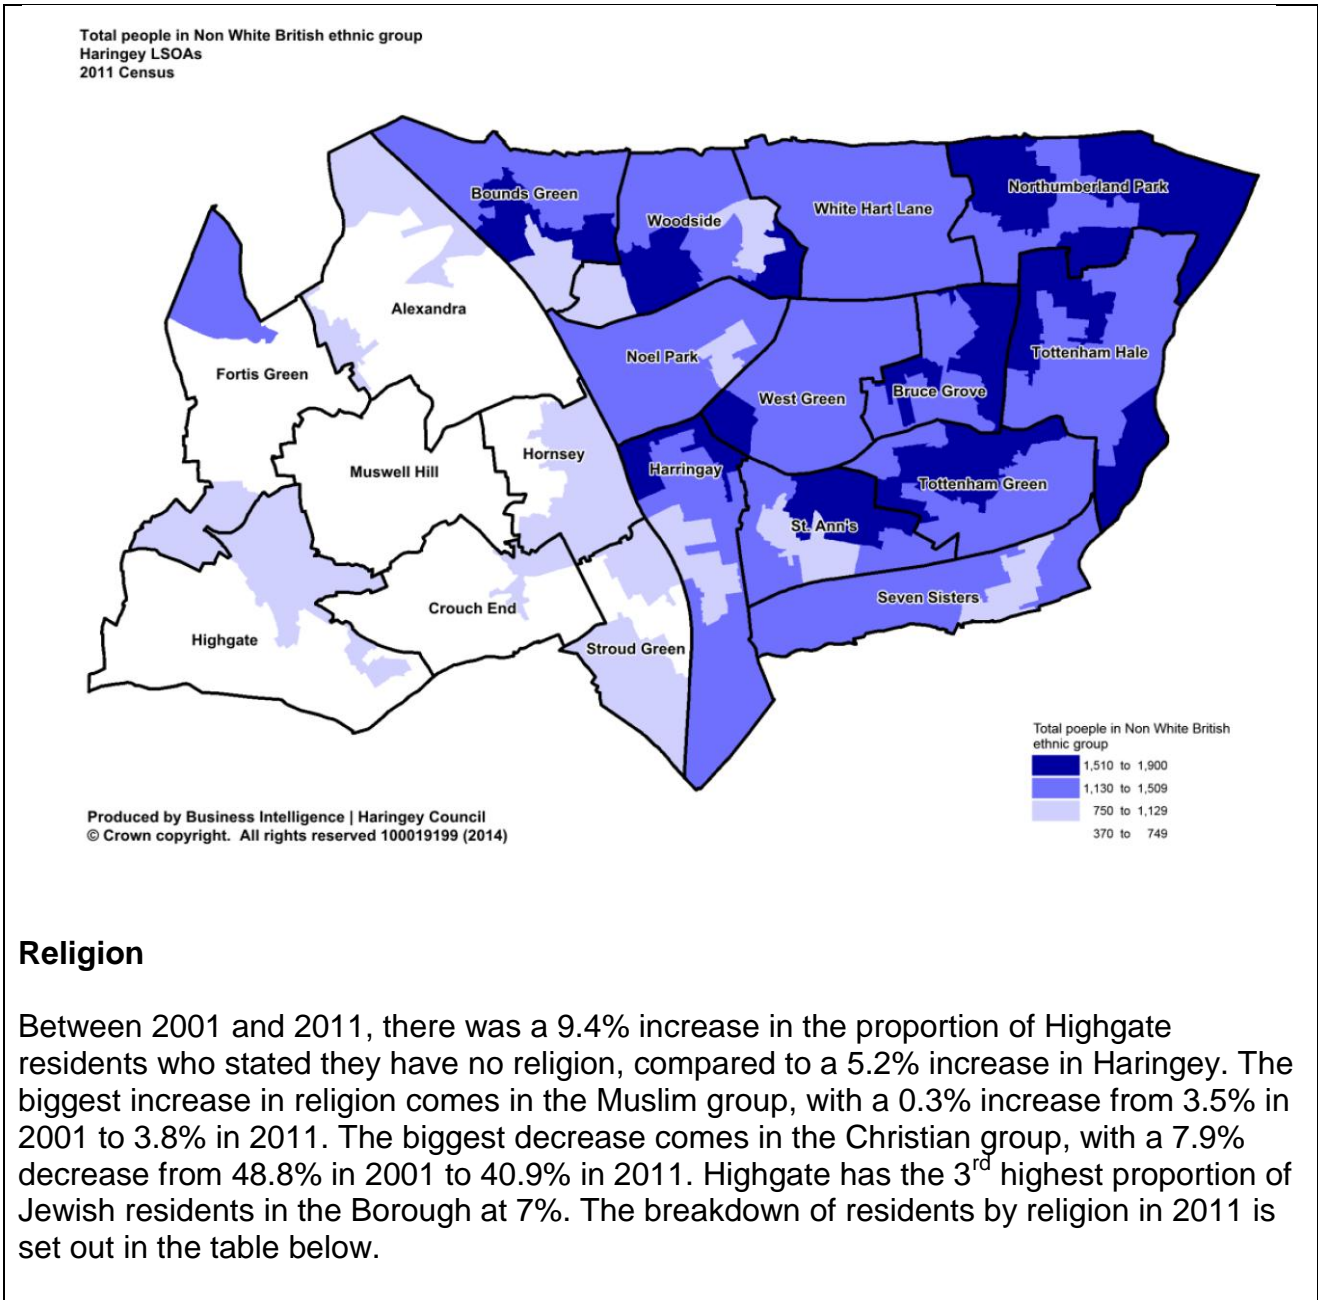 Total people in Non White British ethnic group
Haringey LSOAs
2011 Census
Bounds Green
Woodside
White Hart Lane
Northumberland Park
Alexandra
Noel Park
Tottenham Hale
Fortis Green
West Green
Bruce Grove
Muswell Hill
Hornsey
Harringay
Tottenham Green
St. Ann's
Seven Sisters
Crouch End
Highgate
Stroud Green
Total poeple in Non White British
ethnic group
1,510 to 1,900
1,130 to 1,509
750 to 1,129
370 to 749
Produced by Business Intelligence | Haringey Council
© Crown copyright. All rights reserved 100019199 (2014)
Religion
Between 2001 and 2011, there was a 9.4% increase in the proportion of Highgate
residents who stated they have no religion, compared to a 5.2% increase in Haringey. The
biggest increase in religion comes in the Muslim group, with a 0.3% increase from 3.5% in
2001 to 3.8% in 2011. The biggest decrease comes in the Christian group, with a 7.9%
decrease from 48.8% in 2001 to 40.9% in 2011. Highgate has the 3rd highest proportion of
Jewish residents in the Borough at 7%. The breakdown of residents by religion in 2011 is
set out in the table below.